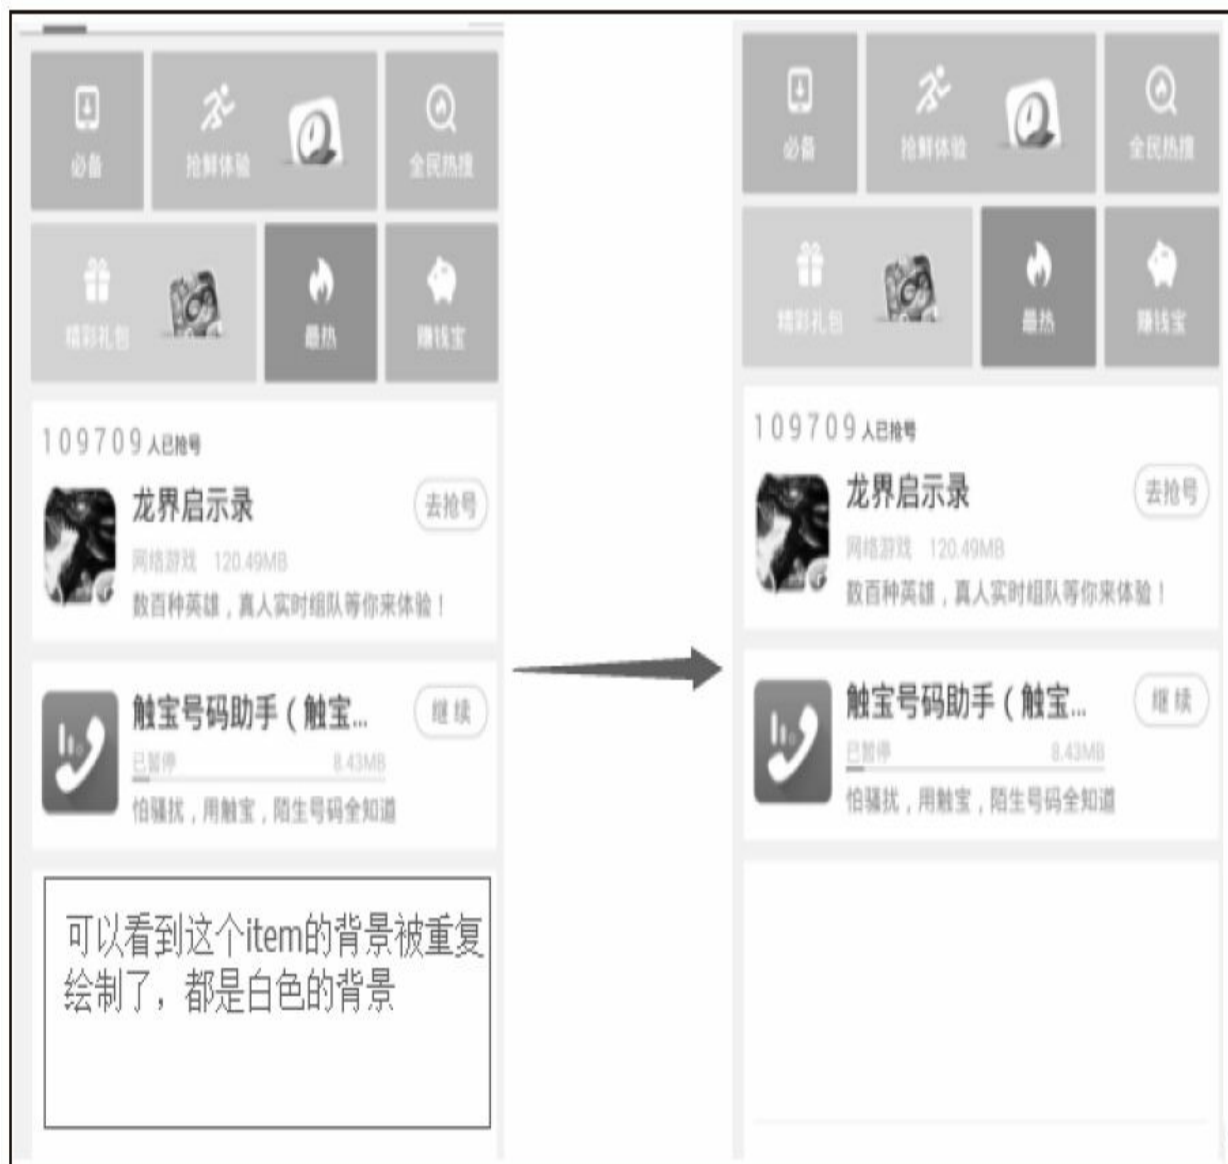 必备
抢鲜体验
全民热搜
精彩礼包
最热
赚钱宝
109709人已抢号
龙界启示录
去抢号
网络游戏 120.49MB
数百种英雄，真人实时组队等你来体验！
触宝号码助手（触宝...
继续
已暂停 8.43MB
怕骚扰，用触宝，陌生号码全知道
可以看到这个item的背景被重复
绘制了，都是白色的背景
必备
抢鲜体验
全民热搜
精彩礼包
最热
赚钱宝
109709人已抢号
龙界启示录
去抢号
网络游戏 120.49MB
数百种英雄，真人实时组队等你来体验！
触宝号码助手（触宝...
继续
已暂停 8.43MB
怕骚扰，用触宝，陌生号码全知道